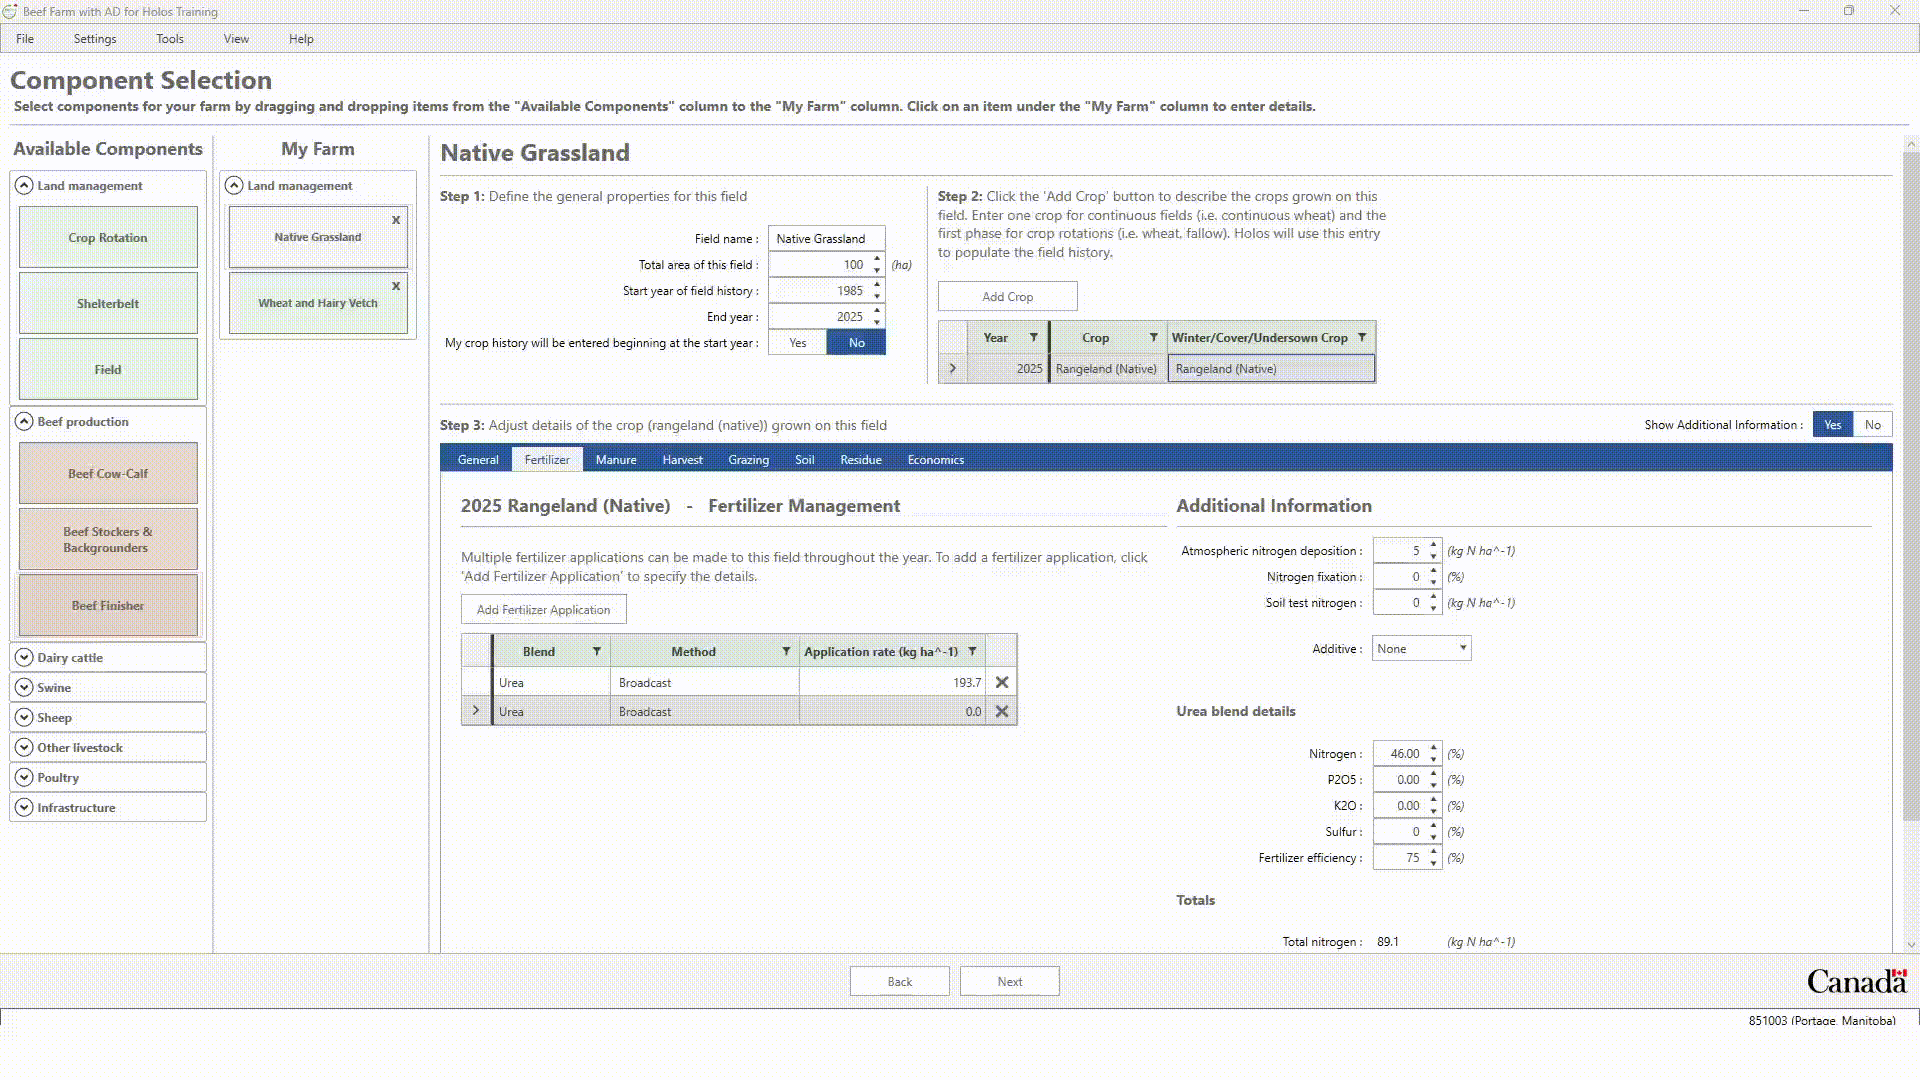 Beef Farm with AD for Holos Training
File Settings Tools View Help
Component Selection
Select components for your farm by dragging and dropping items from the "Available Components" column to the "My Farm" column. Click on an item under the "My Farm" column to enter details.
Available Components
Land management
Crop Rotation
Shelterbelt
Field
Beef production
Beef Cow-Calf
Beef Stockers &
Backgrounders
Beef Finisher
Dairy cattle
Swine
Sheep
Other livestock
Poultry
Infrastructure
My Farm
Land management
x
Native Grassland
x
Wheat and Hairy Vetch
Native Grassland
Step 1: Define the general properties for this field
Field name : Native Grassland
Total area of this field : 100 (ha)
Start year of field history : 1985
End year : 2025
My crop history will be entered beginning at the start year : Yes No
Step 2: Click the 'Add Crop' button to describe the crops grown on this
field. Enter one crop for continuous fields (i.e. continuous wheat) and the
first phase for crop rotations (i.e. wheat, fallow). Holos will use this entry
to populate the field history.
Add Crop
Year Crop Winter/Cover/Undersown Crop
2025 Rangeland (Native) Rangeland (Native)
Step 3: Adjust details of the crop (rangeland (native)) grown on this field
Show Additional Information : Yes No
General Fertilizer Manure Harvest Grazing Soil Residue Economics
2025 Rangeland (Native) - Fertilizer Management
Multiple fertilizer applications can be made to this field throughout the year. To add a fertilizer application, click
'Add Fertilizer Application' to specify the details.
Add Fertilizer Application
Blend Method Application rate (kg ha^-1)
Urea Broadcast 193.7
Urea Broadcast 0.0
Additional Information
Atmospheric nitrogen deposition : 5 (kg N ha^-1)
Nitrogen fixation : 0 (%)
Soil test nitrogen : 0 (kg N ha^-1)
Additive : None
Urea blend details
Nitrogen : 46.00 (%)
P2O5 : 0.00 (%)
K2O : 0.00 (%)
Sulfur : 0 (%)
Fertilizer efficiency : 75 (%)
Totals
Total nitrogen : 89.1 (kg N ha^-1)
Back Next
Canada
851003 (Portage, Manitoba)